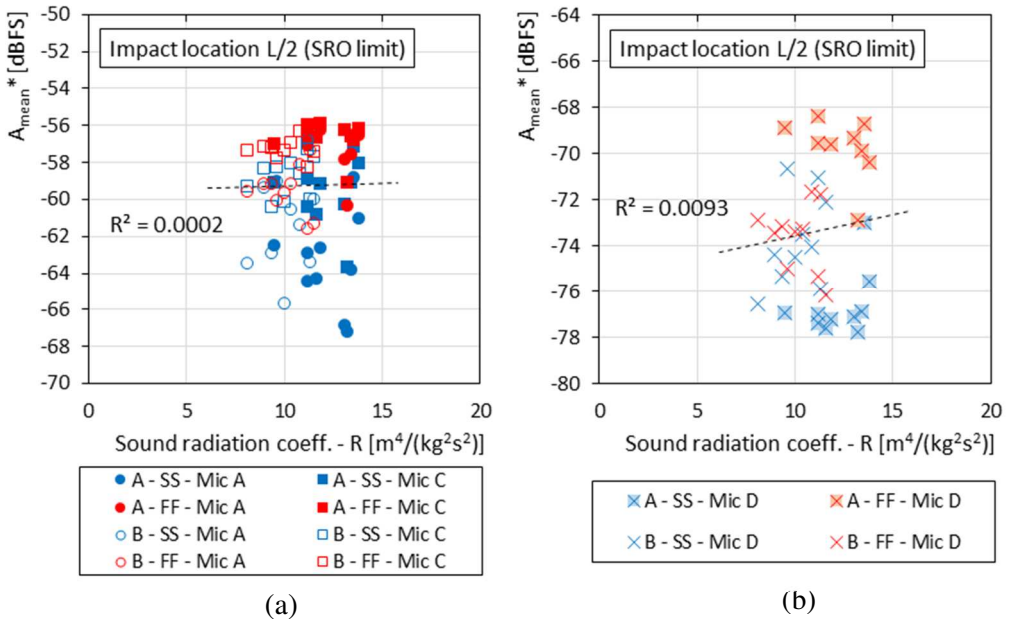 (a)
Impact location L/2 (SRO limit)
A_mean* [dBFS]
-50
-52
-54
-56
-58
-60
-62
-64
-66
-68
-70
R² = 0.0002
0
5
10
15
20
Sound radiation coeff. - R [m⁴/(kg²s²)]
A - SS - Mic A
A - SS - Mic C
A - FF - Mic A
A - FF - Mic C
B - SS - Mic A
B - SS - Mic C
B - FF - Mic A
B - FF - Mic C
(a)
(b)
Impact location L/2 (SRO limit)
A_mean* [dBFS]
-64
-66
-68
-70
-72
-74
-76
-78
-80
R² = 0.0093
0
5
10
15
20
Sound radiation coeff. - R [m⁴/(kg²s²)]
A - SS - Mic D
A - FF - Mic D
B - SS - Mic D
B - FF - Mic D
(b)